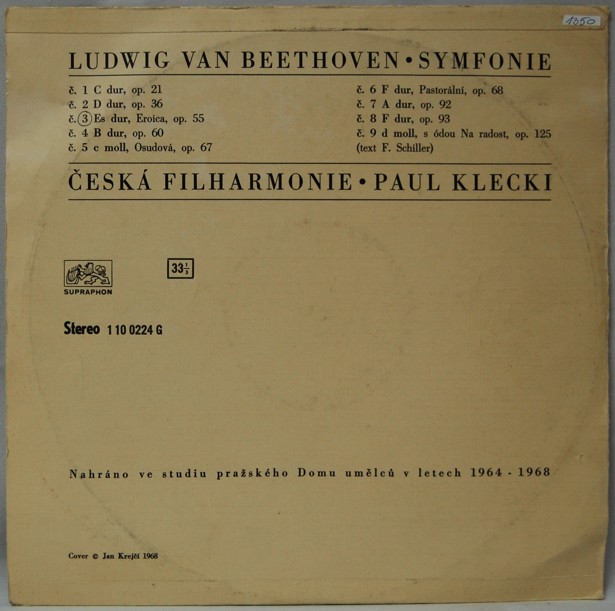 1350
LUDWIG VAN BEETHOVEN • SYMFONIE
č. 1 C dur, op. 21
č. 2 D dur, op. 36
č. 3 Es dur, Eroica, op. 55
č. 4 B dur, op. 60
č. 5 c moll, Osudová, op. 67
č. 6 F dur, Pastorální, op. 68
č. 7 A dur, op. 92
č. 8 F dur, op. 93
č. 9 d moll, s ódou Na radost, op. 125
(text F. Schiller)
ČESKÁ FILHARMONIE • PAUL KLECKI
SUPRAPHON
33⅓
Stereo 1 10 0224 G
Nahráno ve studiu pražského Domu umělců v letech 1964 - 1968
Cover © Jan Krejčí 1968